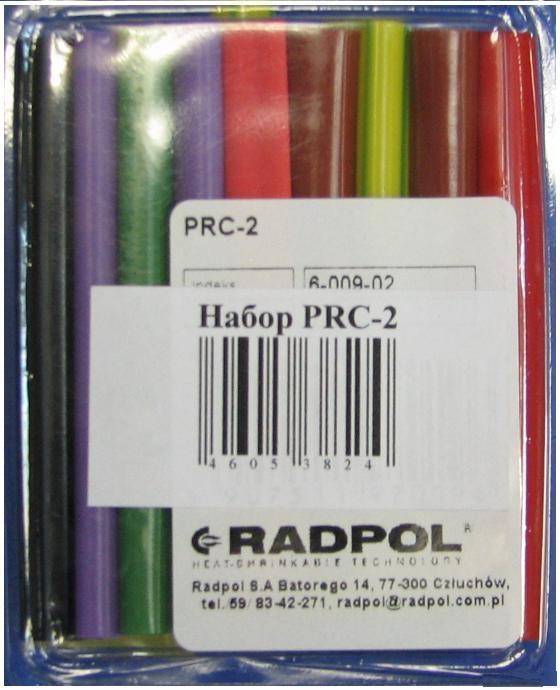 PRC-2
indeks 6-009-02
Набор PRC-2
4605 3824
RADPOL®
HEAT-SHRINKABLE TECHNOLOGY
Radpol S.A Batorego 14, 77-300 Człuchów,
tel. 59/ 83-42-271, radpol@radpol.com.pl